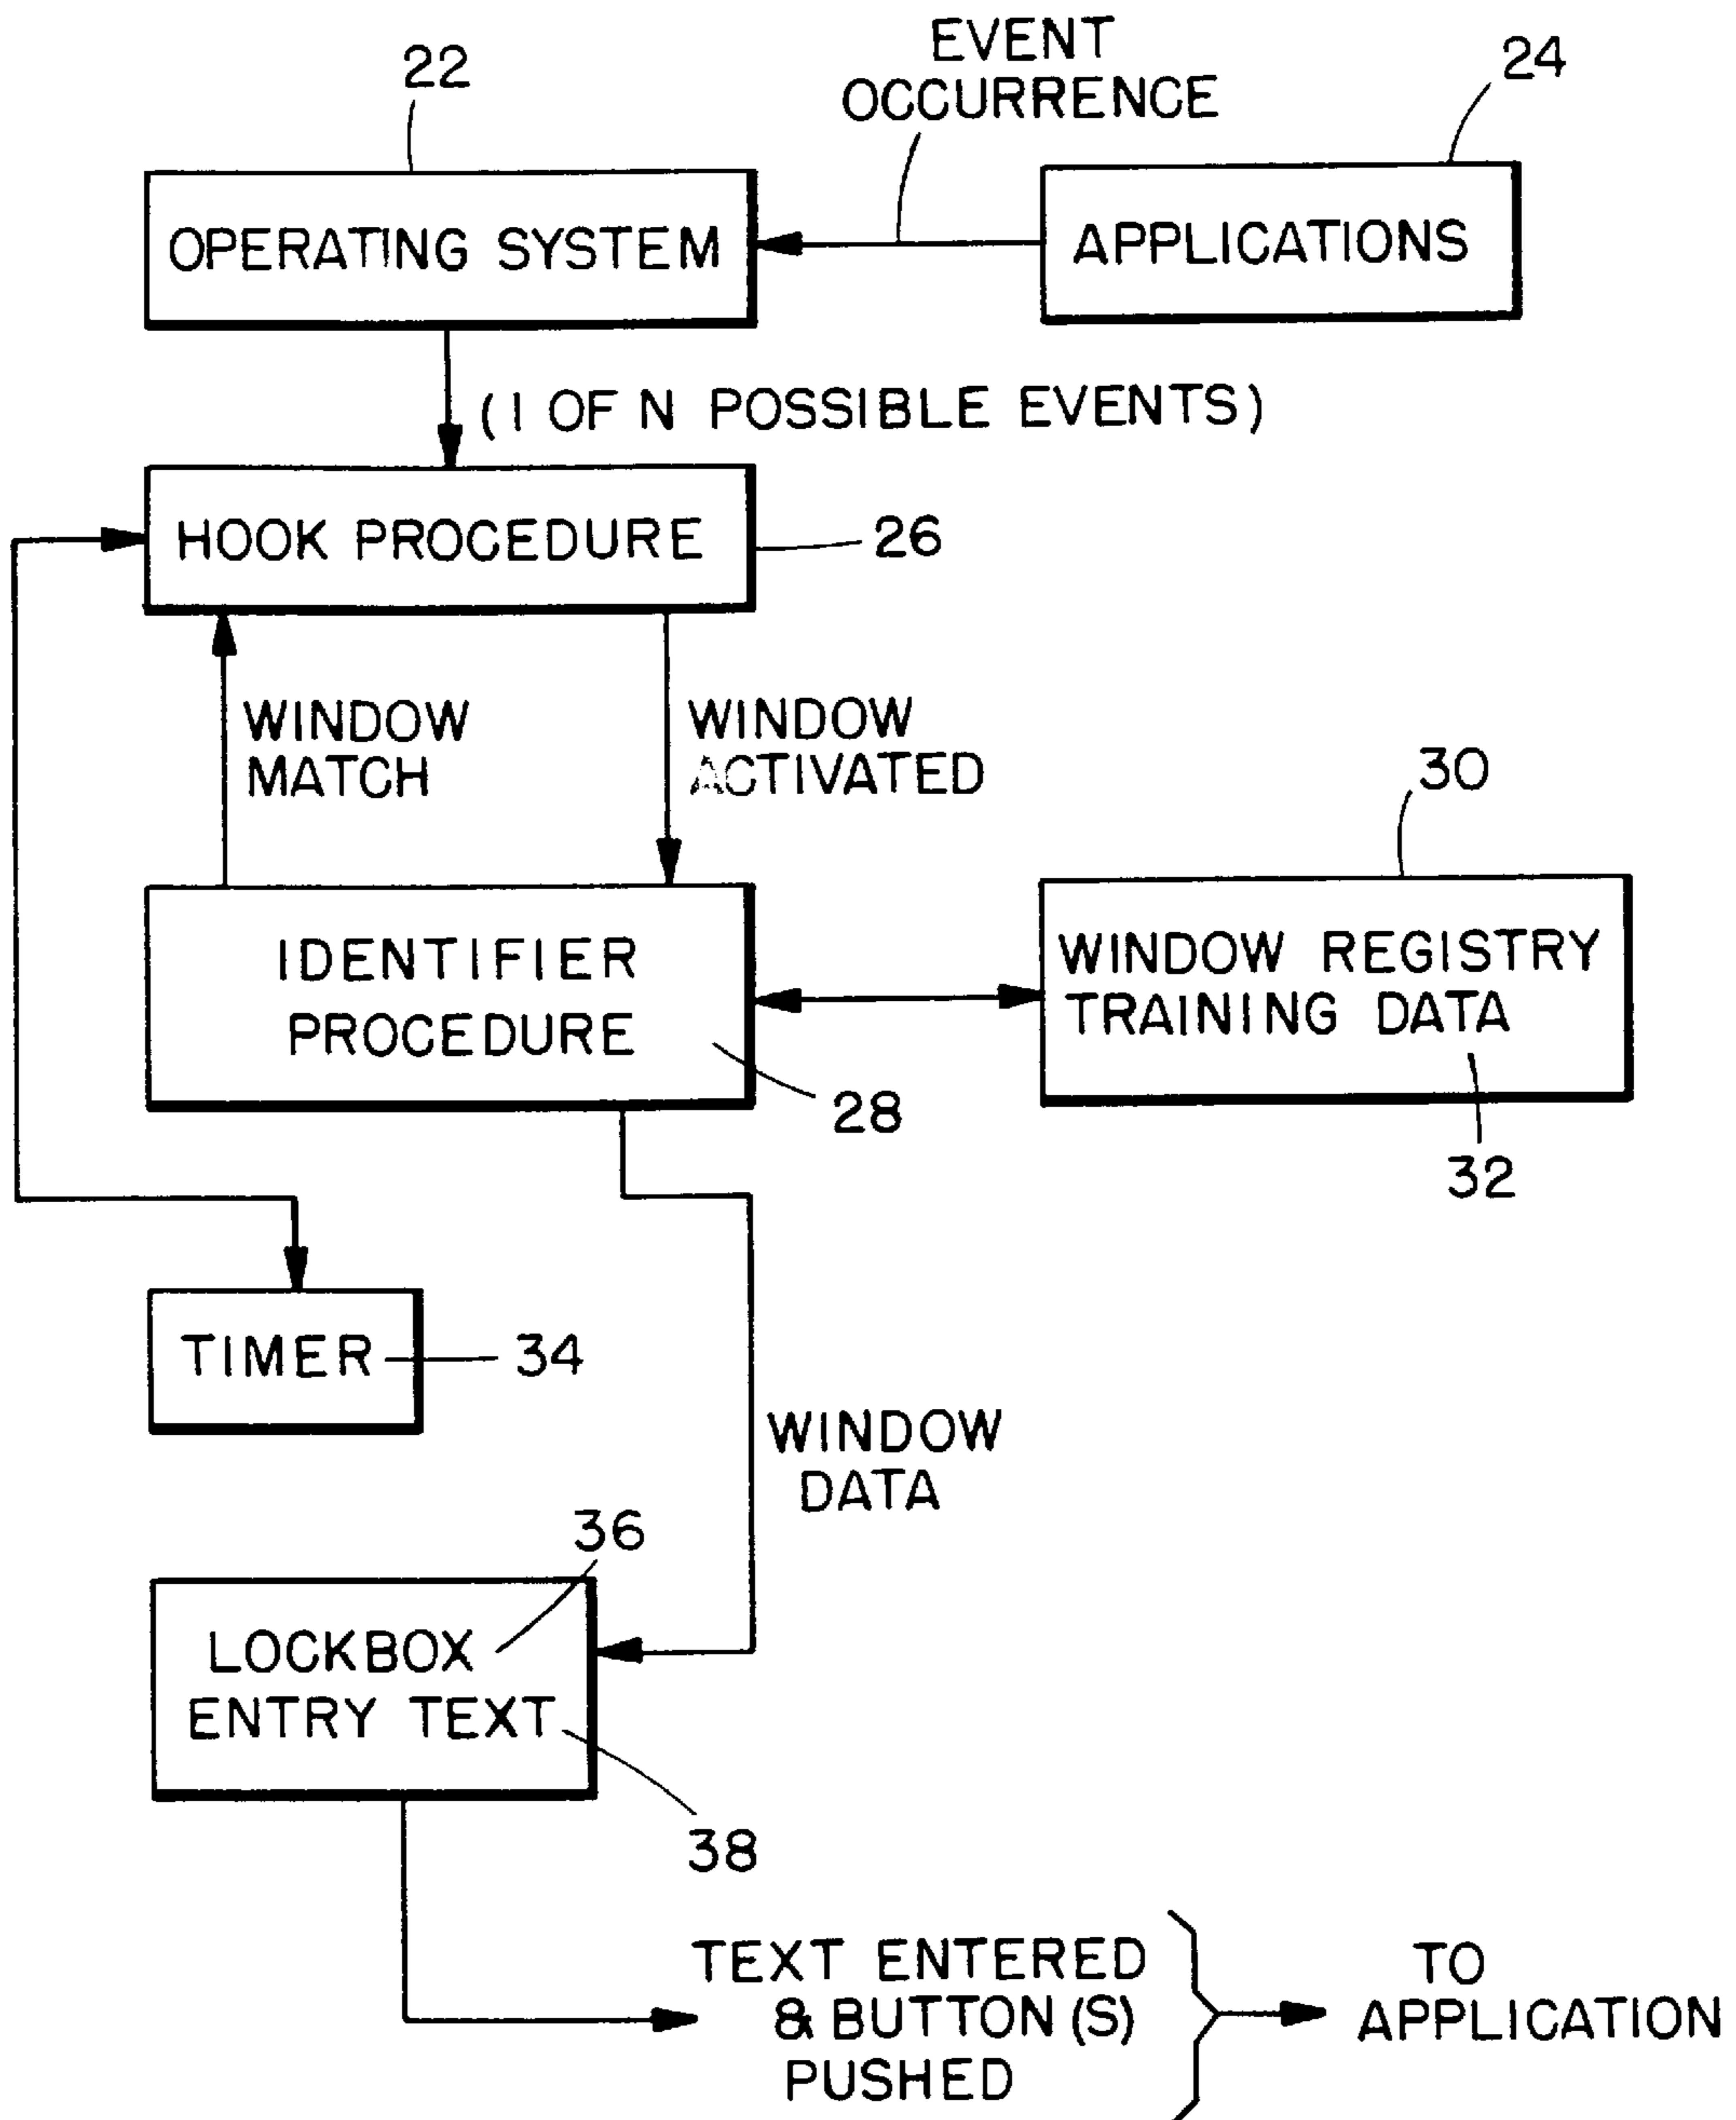 EVENT
OCCURRENCE
22
24
OPERATING SYSTEM
APPLICATIONS
(1 OF N POSSIBLE EVENTS)
HOOK PROCEDURE
26
WINDOW
MATCH
WINDOW
ACTIVATED
30
IDENTIFIER
PROCEDURE
WINDOW REGISTRY
TRAINING DATA
28
32
TIMER
34
WINDOW
DATA
36
LOCKBOX
ENTRY TEXT
38
TEXT ENTERED
& BUTTON (S)
PUSHED
TO
APPLICATION